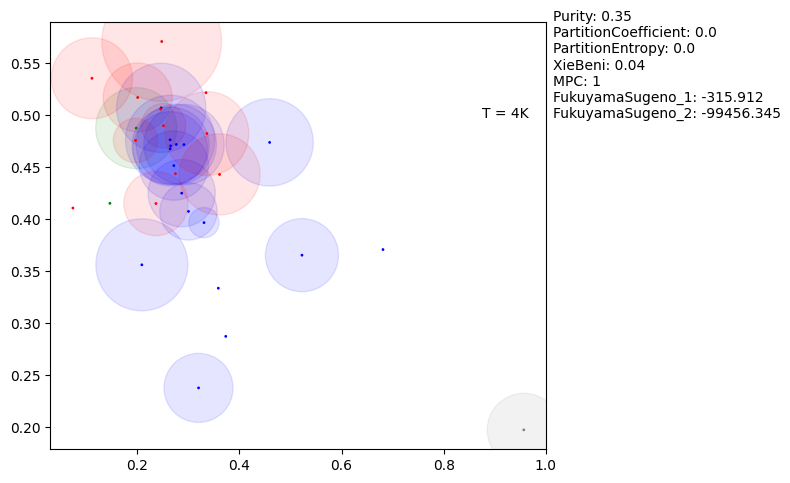 Purity: 0.35
PartitionCoefficient: 0.0
PartitionEntropy: 0.0
XieBeni: 0.04
MPC: 1
FukuyamaSugeno_1: -315.912
FukuyamaSugeno_2: -99456.345
T = 4K
0.55
0.50
0.45
0.40
0.35
0.30
0.25
0.20
0.2 0.4 0.6 0.8 1.0